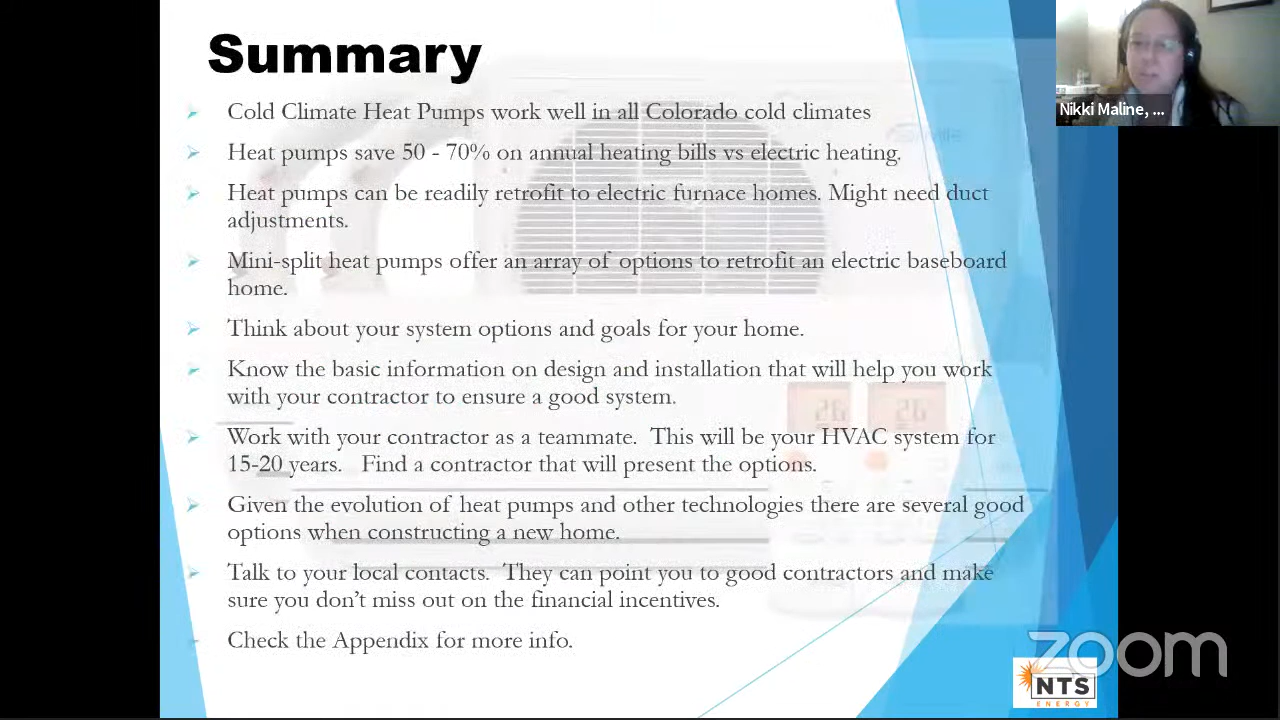 Summary
Cold Climate Heat Pumps work well in all Colorado cold climates
Heat pumps save 50 - 70% on annual heating bills vs electric heating.
Heat pumps can be readily retrofit to electric furnace homes. Might need duct
adjustments.
Mini-split heat pumps offer an array of options to retrofit an electric baseboard
home.
Think about your system options and goals for your home.
Know the basic information on design and installation that will help you work
with your contractor to ensure a good system.
Work with your contractor as a teammate.  This will be your HVAC system for
15-20 years.   Find a contractor that will present the options.
Given the evolution of heat pumps and other technologies there are several good
options when constructing a new home.
Talk to your local contacts.  They can point you to good contractors and make
sure you don't miss out on the financial incentives.
Check the Appendix for more info.
Nikki Maline, ...
26 26
zoom
NTS
ENERGY